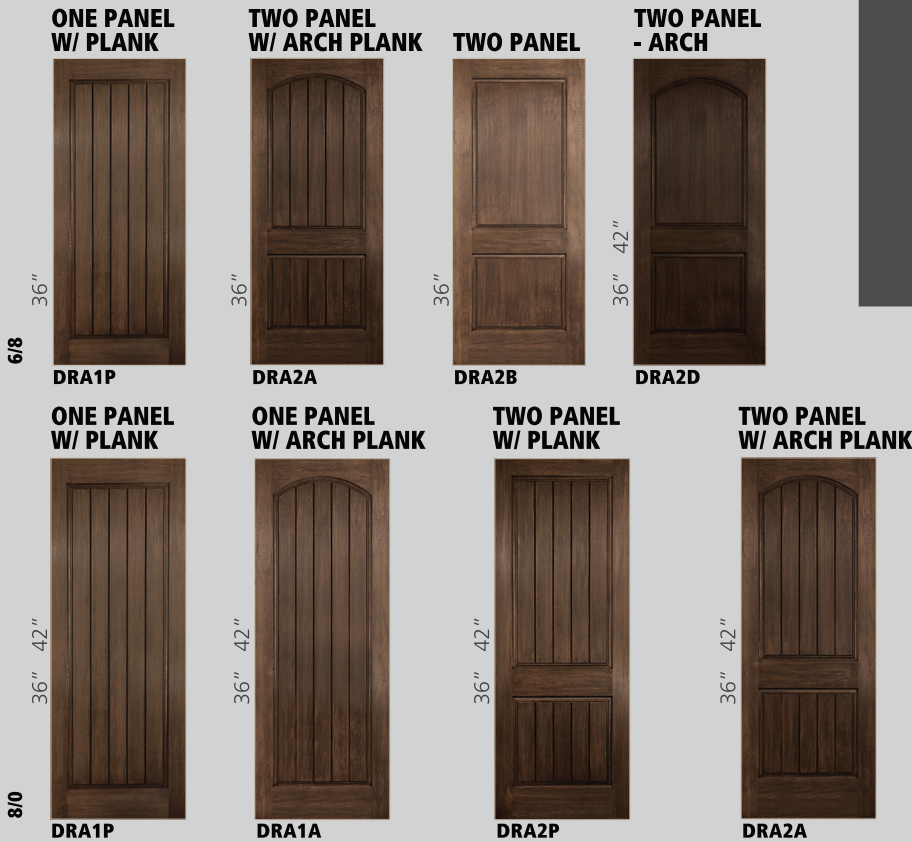 ONE PANEL
W/ PLANK
TWO PANEL
W/ ARCH PLANK
TWO PANEL
TWO PANEL
- ARCH
36"
36"
36"
36" 42"
6/8
DRA1P
DRA2A
DRA2B
DRA2D
ONE PANEL
W/ PLANK
ONE PANEL
W/ ARCH PLANK
TWO PANEL
W/ PLANK
TWO PANEL
W/ ARCH PLANK
36" 42"
36" 42"
36" 42"
36" 42"
8/0
DRA1P
DRA1A
DRA2P
DRA2A